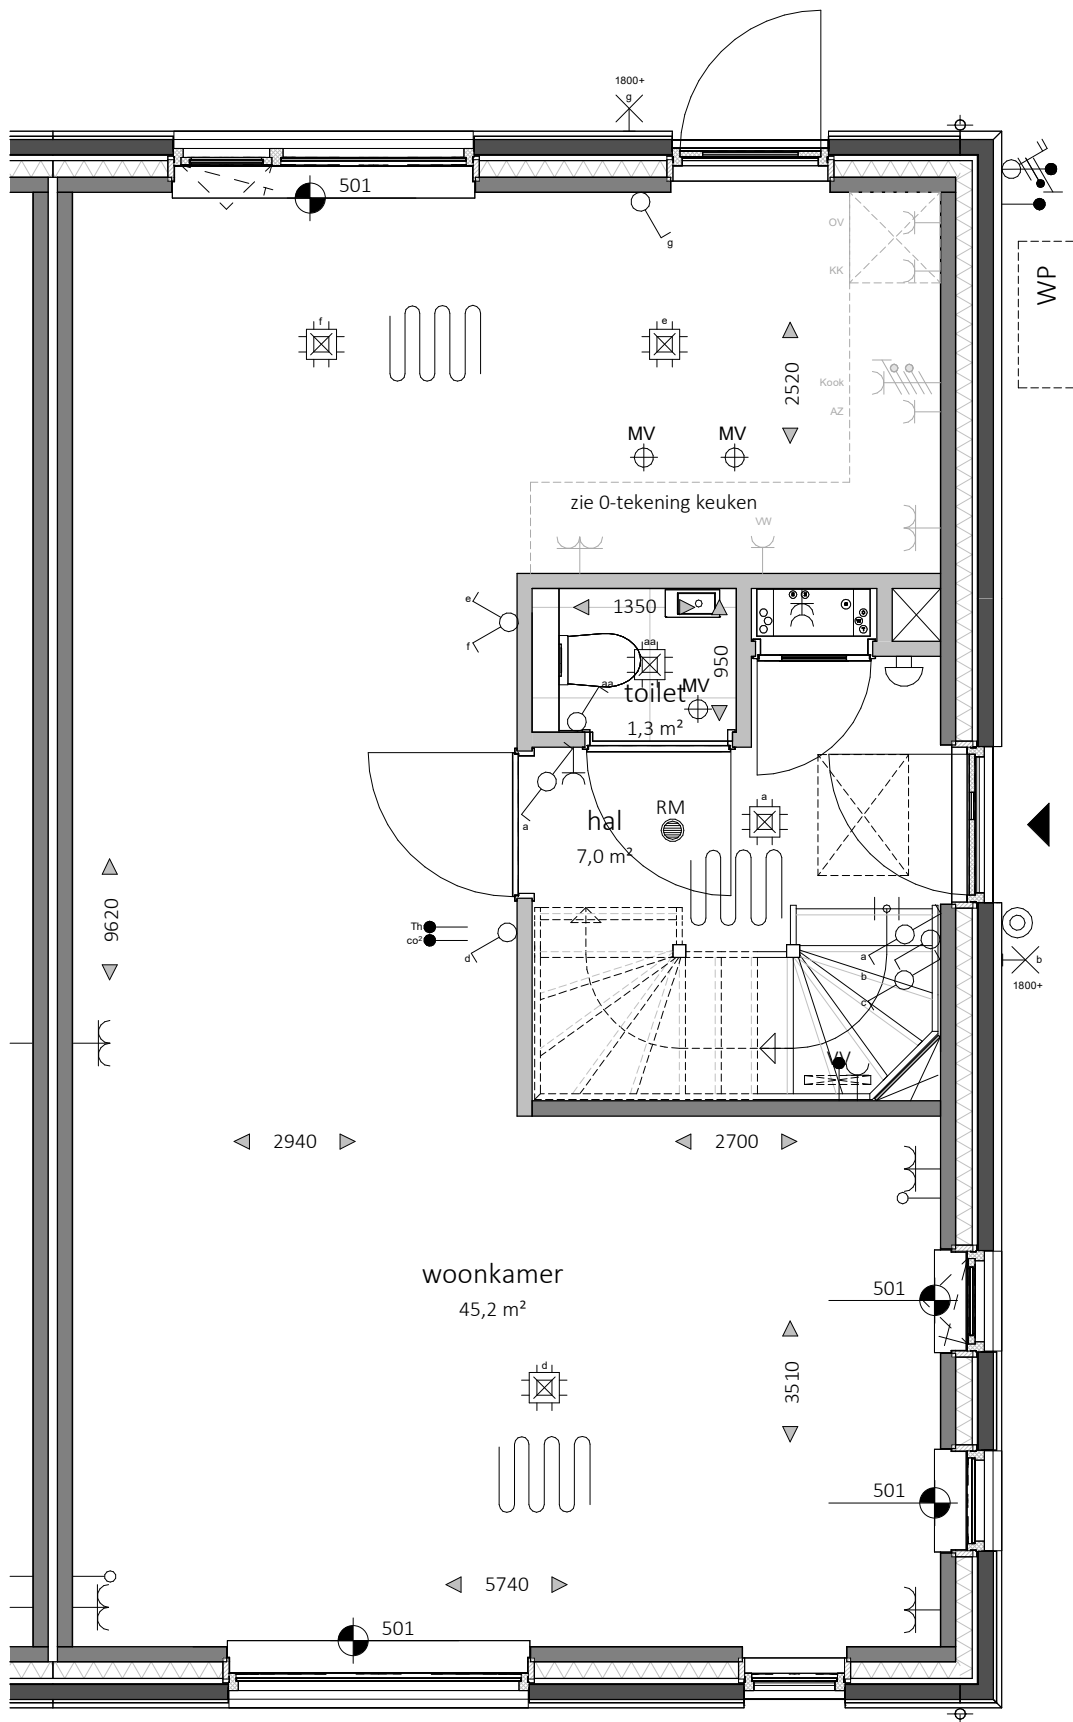 1800+
g
501
g
OV
KK
WP
f
e
2520
Kook
AZ
MV
MV
zie 0-tekening keuken
VW
e
f
1350
aa
950
aa
toilet
MV
1,3 m²
a
hal
7,0 m²
RM
a
9620
Th
co²
d
a
b
c
b
1800+
VV
2940
2700
woonkamer
45,2 m²
501
d
3510
501
5740
501